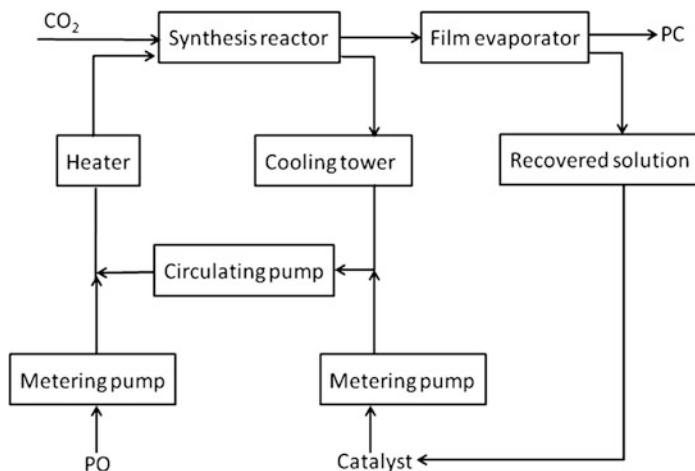 CO₂
Synthesis reactor
Film evaporator
PC
Heater
Cooling tower
Recovered solution
Circulating pump
Metering pump
Metering pump
PO
Catalyst